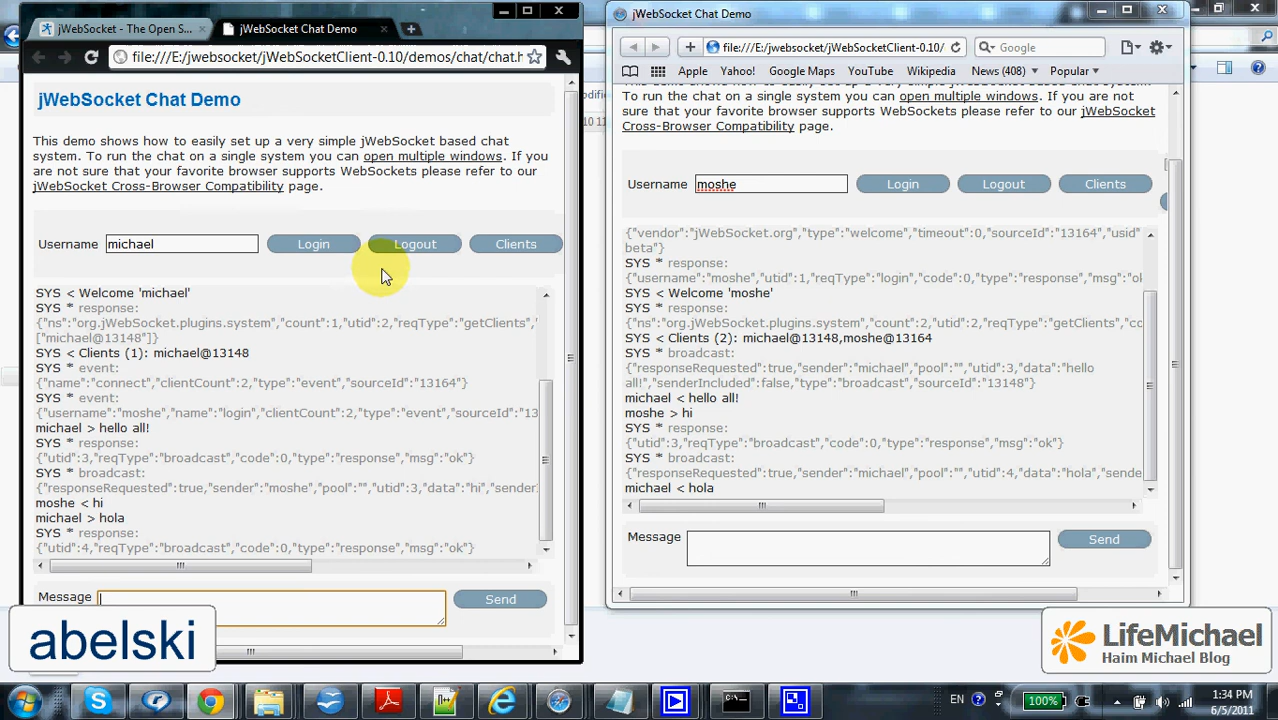 jWebSocket - The Open S...
jWebSocket Chat Demo
file:///E:/jwebsocket/jWebSocketClient-0.10/demos/chat/chat.h
jWebSocket Chat Demo
This demo shows how to easily set up a very simple jWebSocket based chat
system. To run the chat on a single system you can open multiple windows. If you
are not sure that your favorite browser supports WebSockets please refer to our
jWebSocket Cross-Browser Compatibility page.
Username michael Login Logout Clients
SYS < Welcome 'michael'
SYS * response:
{"ns":"org.jWebSocket.plugins.system","count":1,"utid":2,"reqType":"getClients",
["michael@13148"]}
SYS < Clients (1): michael@13148
SYS * event:
{"name":"connect","clientCount":2,"type":"event","sourceId":"13164"}
SYS * event:
{"username":"moshe","name":"login","clientCount":2,"type":"event","sourceId":"13
michael > hello all!
SYS * response:
{"utid":3,"reqType":"broadcast","code":0,"type":"response","msg":"ok"}
SYS * broadcast:
{"responseRequested":true,"sender":"moshe","pool":"","utid":3,"data":"hi","sender
moshe < hi
michael > hola
SYS * response:
{"utid":4,"reqType":"broadcast","code":0,"type":"response","msg":"ok"}
Message Send
abelski
jWebSocket Chat Demo
file:///E:/jwebsocket/jWebSocketClient-0.10/ Google
Apple Yahoo! Google Maps YouTube Wikipedia News (408) Popular
To run the chat on a single system you can open multiple windows. If you are not
sure that your favorite browser supports WebSockets please refer to our jWebSocket
Cross-Browser Compatibility page.
Username moshe Login Logout Clients
{"vendor":"jWebSocket.org","type":"welcome","timeout":0,"sourceId":"13164","usid"
beta"}
SYS * response:
{"username":"moshe","utid":1,"reqType":"login","code":0,"type":"response","msg":"ok
SYS < Welcome 'moshe'
SYS * response:
{"ns":"org.jWebSocket.plugins.system","count":2,"utid":2,"reqType":"getClients","co
SYS < Clients (2): michael@13148,moshe@13164
SYS * broadcast:
{"responseRequested":true,"sender":"michael","pool":"","utid":3,"data":"hello
all!","senderIncluded":false,"type":"broadcast","sourceId":"13148"}
michael < hello all!
moshe > hi
SYS * response:
{"utid":3,"reqType":"broadcast","code":0,"type":"response","msg":"ok"}
SYS * broadcast:
{"responseRequested":true,"sender":"michael","pool":"","utid":4,"data":"hola","sende
michael < hola
Message Send
LifeMichael
Haim Michael Blog
EN 100% 1:34 PM
6/5/2011